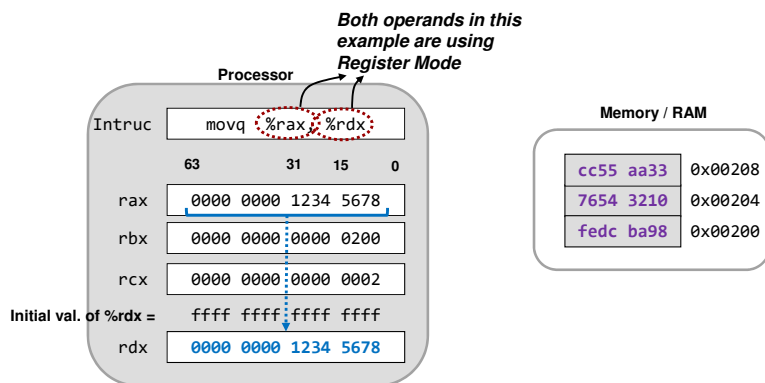 Both operands in this
example are using
Register Mode
Processor
Intruc movq %rax, %rdx
63 31 15 0
rax 0000 0000 1234 5678
rbx 0000 0000 0000 0200
rcx 0000 0000 0000 0002
Initial val. of %rdx = ffff ffff ffff ffff
rdx 0000 0000 1234 5678
Memory / RAM
cc55 aa33 0x00208
7654 3210 0x00204
fedc ba98 0x00200